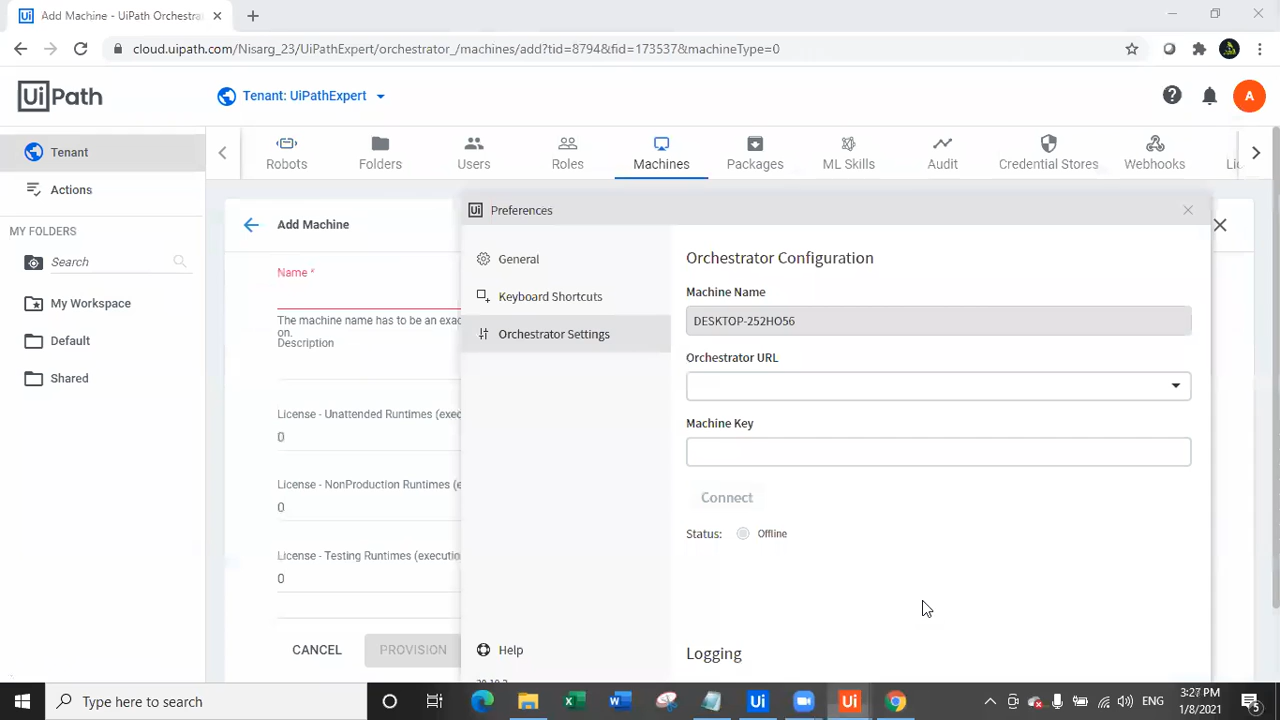 Add Machine - UiPath Orchestra
cloud.uipath.com/Nisarg_23/UiPathExpert/orchestrator_/machines/add?tid=8794&fid=173537&machineType=0
UiPath
Tenant: UiPathExpert
A
Tenant
Actions
MY FOLDERS
Search
My Workspace
Default
Shared
Robots
Folders
Users
Roles
Machines
Packages
ML Skills
Audit
Credential Stores
Webhooks
Add Machine
Name *
The machine name has to be an exac
on.
Description
License - Unattended Runtimes (exec
0
License - NonProduction Runtimes (e
0
License - Testing Runtimes (executio
0
CANCEL
PROVISION
Ui Preferences
General
Keyboard Shortcuts
Orchestrator Settings
Help
Orchestrator Configuration
Machine Name
DESKTOP-252HO56
Orchestrator URL
Machine Key
Connect
Status: Offline
Logging
Type here to search
ENG
3:27 PM
1/8/2021
5